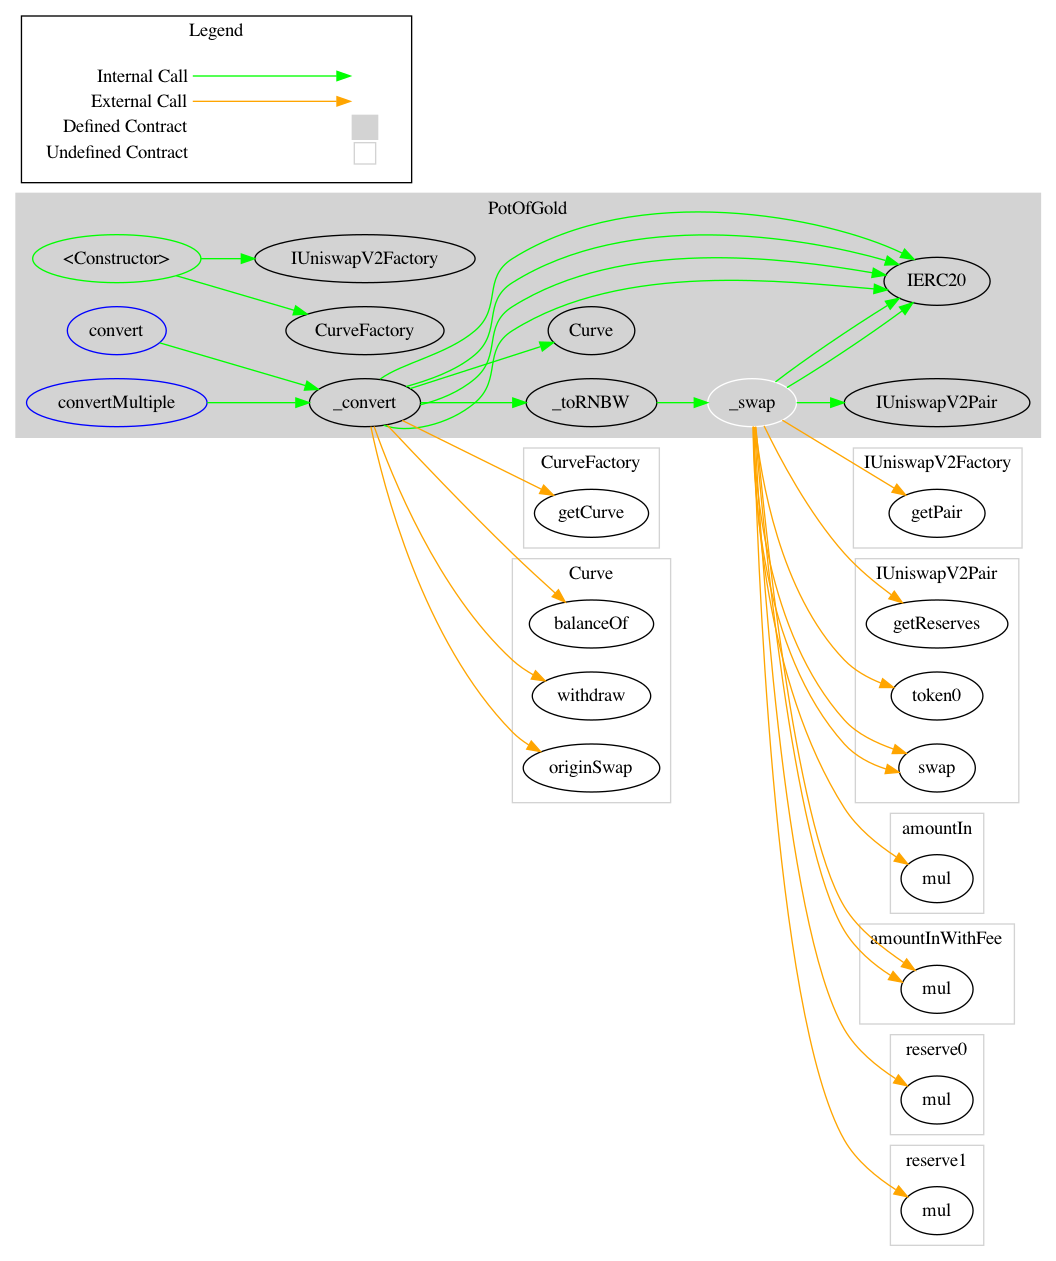 Legend
Internal Call
External Call
Defined Contract
Undefined Contract
PotOfGold
<Constructor>
IUniswapV2Factory
IERC20
convert
CurveFactory
Curve
convertMultiple
_convert
_toRNBW
_swap
IUniswapV2Pair
CurveFactory
getCurve
IUniswapV2Factory
getPair
Curve
balanceOf
withdraw
originSwap
IUniswapV2Pair
getReserves
token0
swap
amountIn
mul
amountInWithFee
mul
reserve0
mul
reserve1
mul